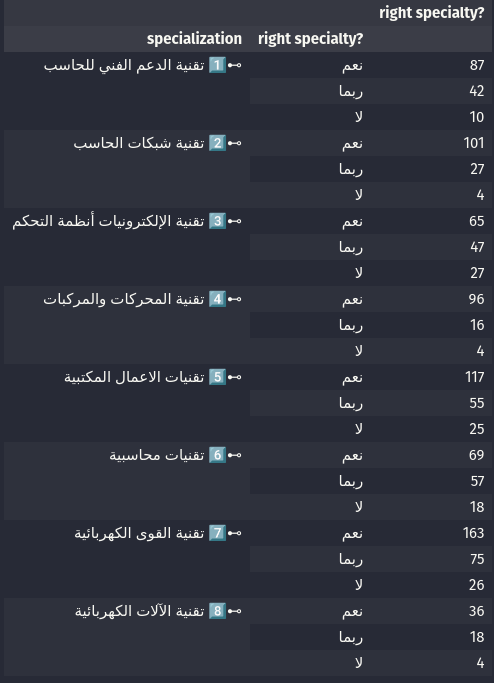 right specialty?
specialization right specialty?
1 تقنية الدعم الفني للحاسب نعم 87
ربما 42
لا 10
2 تقنية شبكات الحاسب نعم 101
ربما 27
لا 4
3 تقنية الإلكترونيات أنظمة التحكم نعم 65
ربما 47
لا 27
4 تقنية المحركات والمركبات نعم 96
ربما 16
لا 4
5 تقنيات الاعمال المكتبية نعم 117
ربما 55
لا 25
6 تقنيات محاسبية نعم 69
ربما 57
لا 18
7 تقنية القوى الكهربائية نعم 163
ربما 75
لا 26
8 تقنية الآلات الكهربائية نعم 36
ربما 18
لا 4